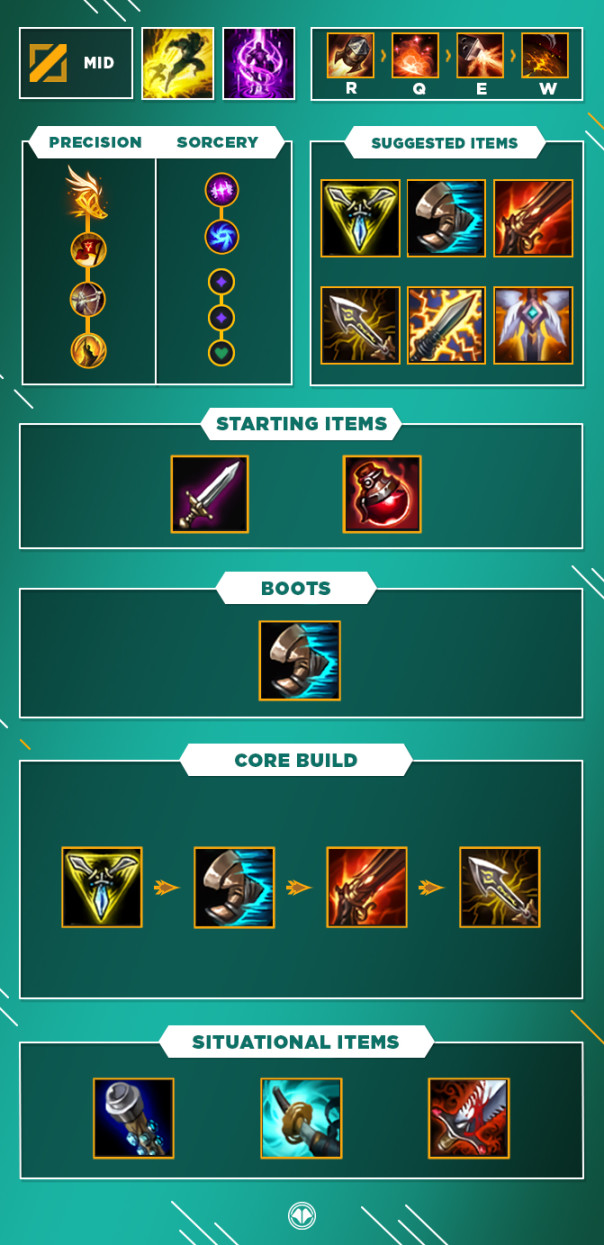 MID
R Q E W
PRECISION SORCERY
SUGGESTED ITEMS
STARTING ITEMS
BOOTS
CORE BUILD
SITUATIONAL ITEMS